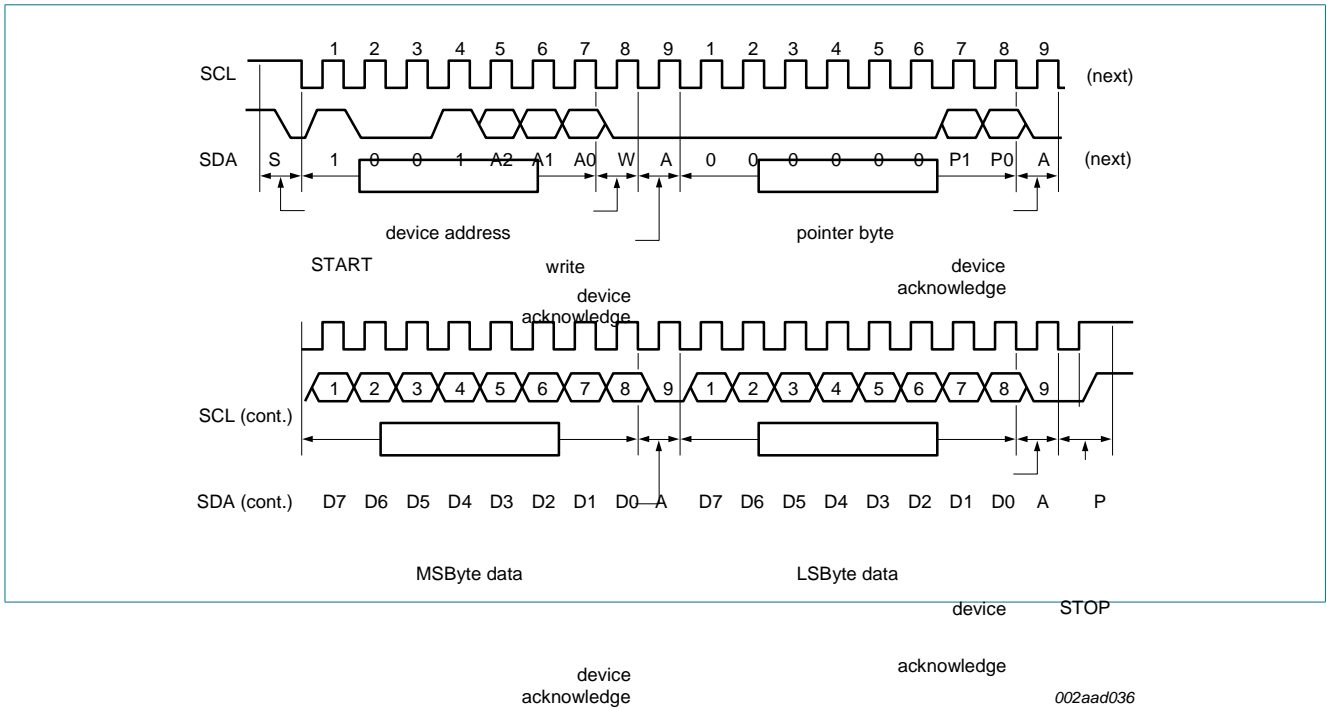 1 2 3 4 5 6 7 8 9 1 2 3 4 5 6 7 8 9
SCL (next)
SDA S 1 0 0 1 A2 A1 A0 W A 0 0 0 0 0 0 P1 P0 A (next)
device address pointer byte
START write device
acknowledge
device
acknowledge
1 2 3 4 5 6 7 8 9 1 2 3 4 5 6 7 8 9
SCL (cont.)
SDA (cont.) D7 D6 D5 D4 D3 D2 D1 D0 A D7 D6 D5 D4 D3 D2 D1 D0 A P
MSByte data LSByte data
device STOP
acknowledge
device
acknowledge
002aad036